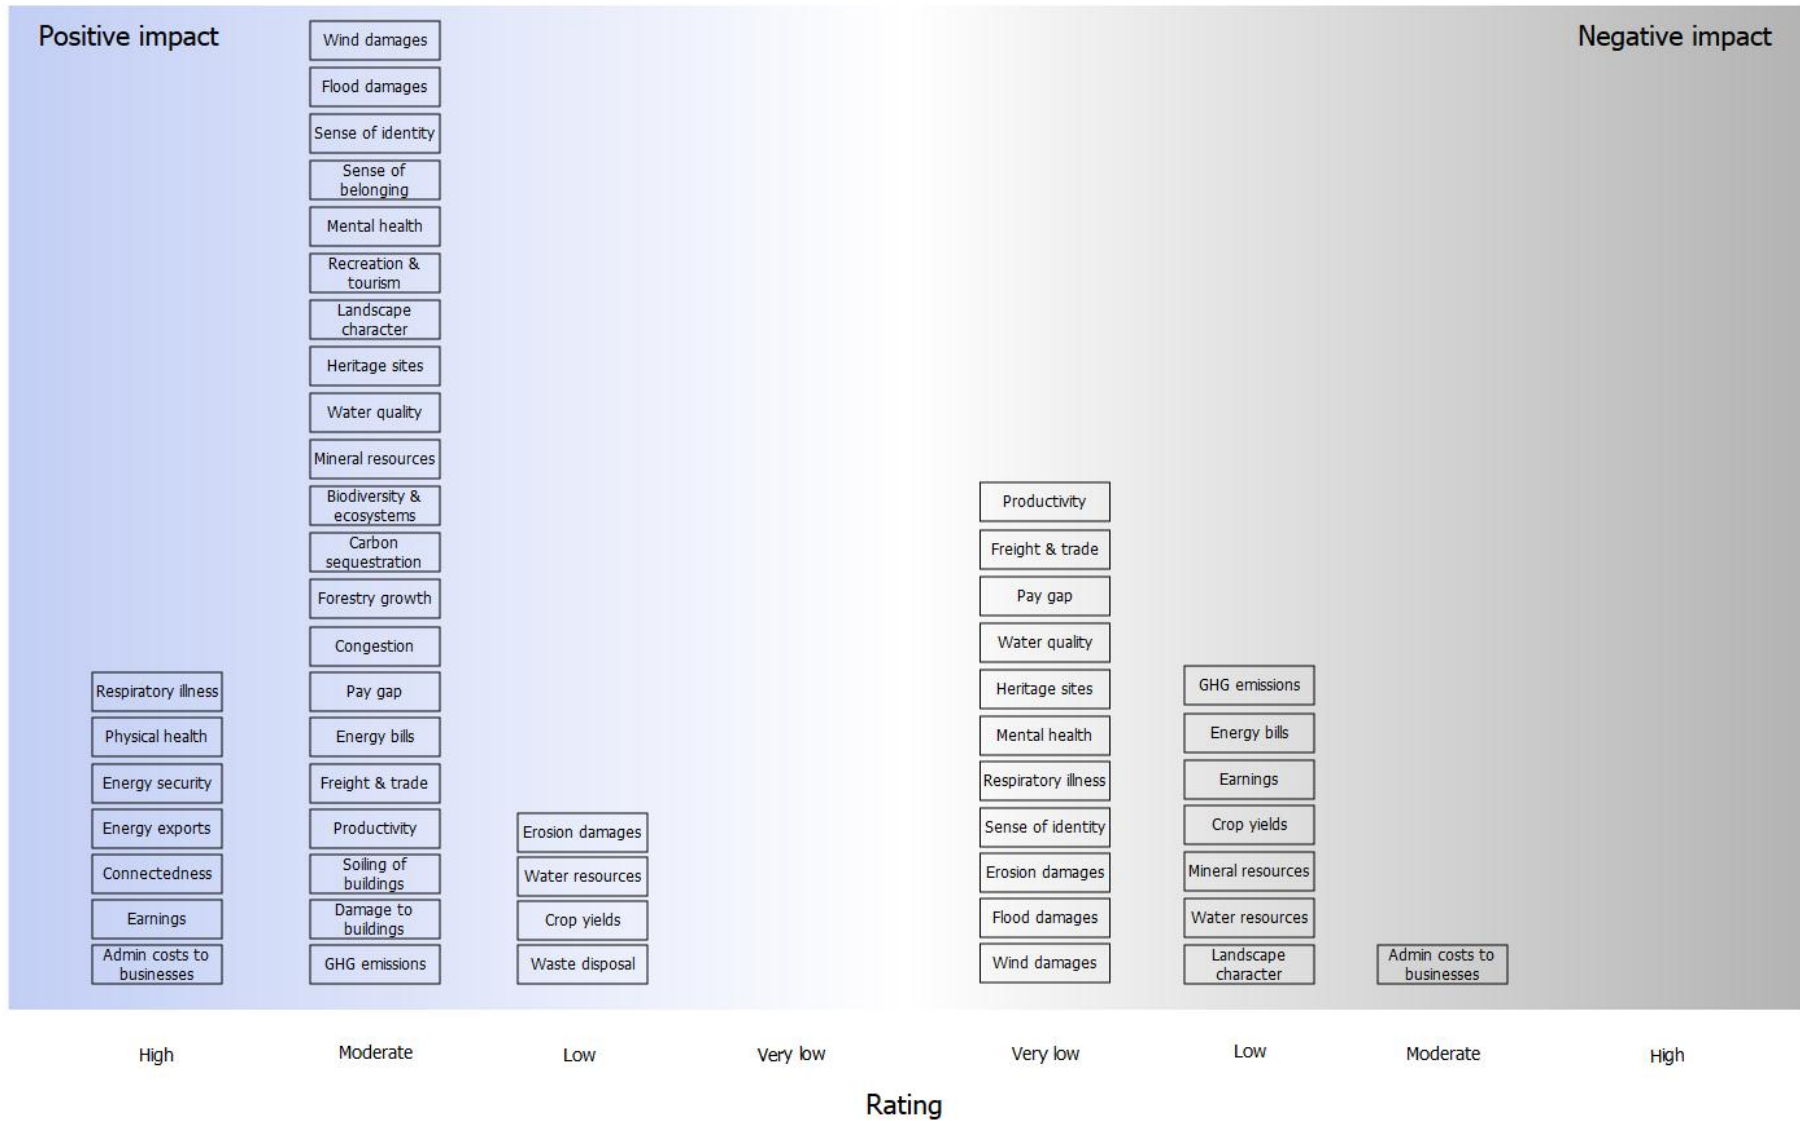 Positive impact
Negative impact
Wind damages
Flood damages
Sense of identity
Sense of
belonging
Mental health
Recreation &
tourism
Landscape
character
Heritage sites
Water quality
Mineral resources
Biodiversity &
ecosystems
Carbon
sequestration
Forestry growth
Congestion
Pay gap
Energy bills
Freight & trade
Productivity
Soiling of
buildings
Damage to
buildings
GHG emissions
Respiratory illness
Physical health
Energy security
Energy exports
Connectedness
Earnings
Admin costs to
businesses
Erosion damages
Water resources
Crop yields
Waste disposal
Productivity
Freight & trade
Pay gap
Water quality
Heritage sites
Mental health
Respiratory illness
Sense of identity
Erosion damages
Flood damages
Wind damages
GHG emissions
Energy bills
Earnings
Crop yields
Mineral resources
Water resources
Landscape
character
Admin costs to
businesses
High
Moderate
Low
Very low
Very low
Low
Moderate
High
Rating